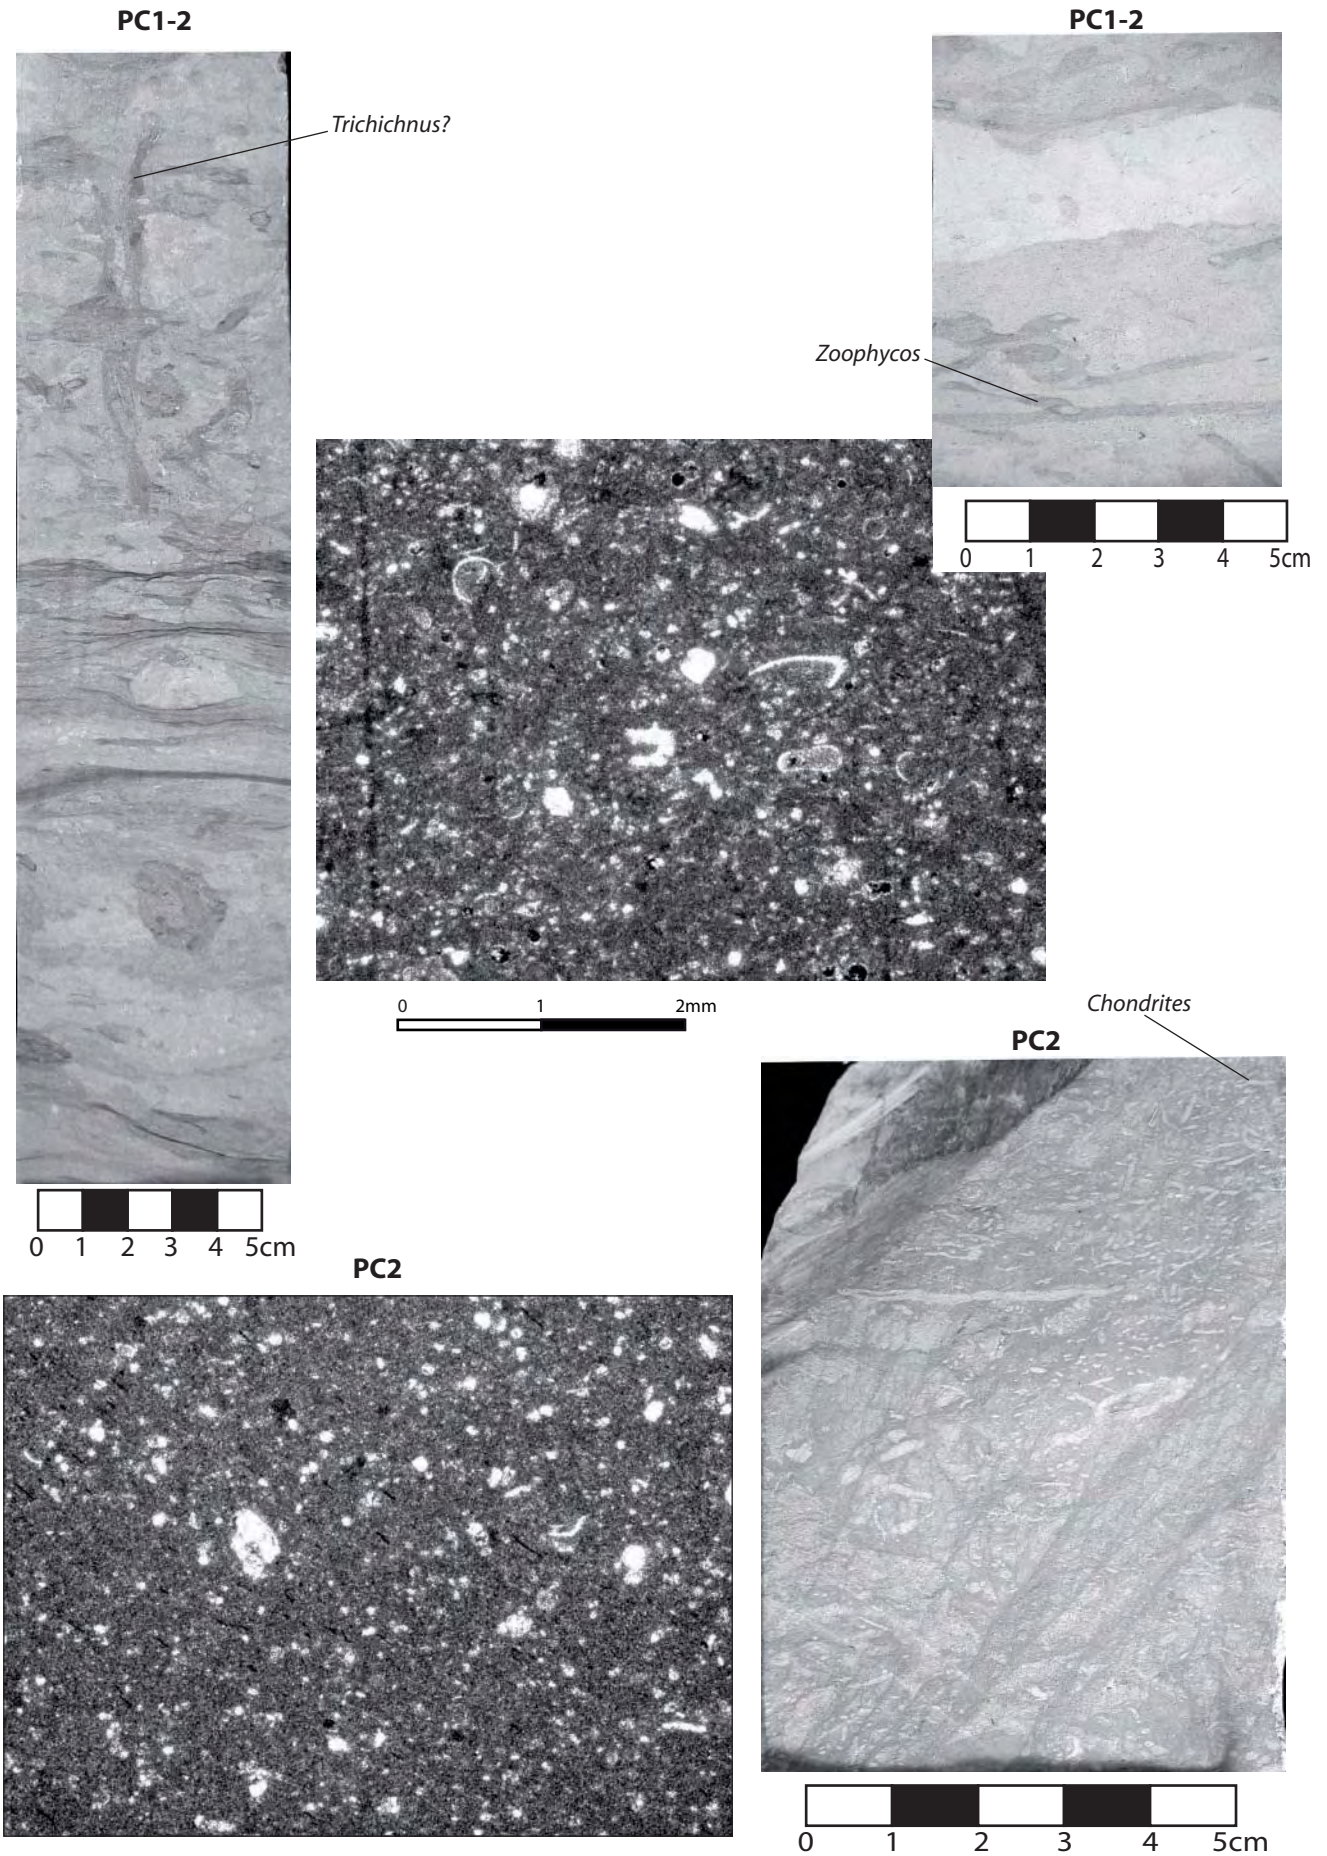 PC1-2
PC1-2
Trichichnus?
Zoophycos
0 1 2 3 4 5cm
0 1 2mm
Chondrites
PC2
0 1 2 3 4 5cm
PC2
0 1 2 3 4 5cm